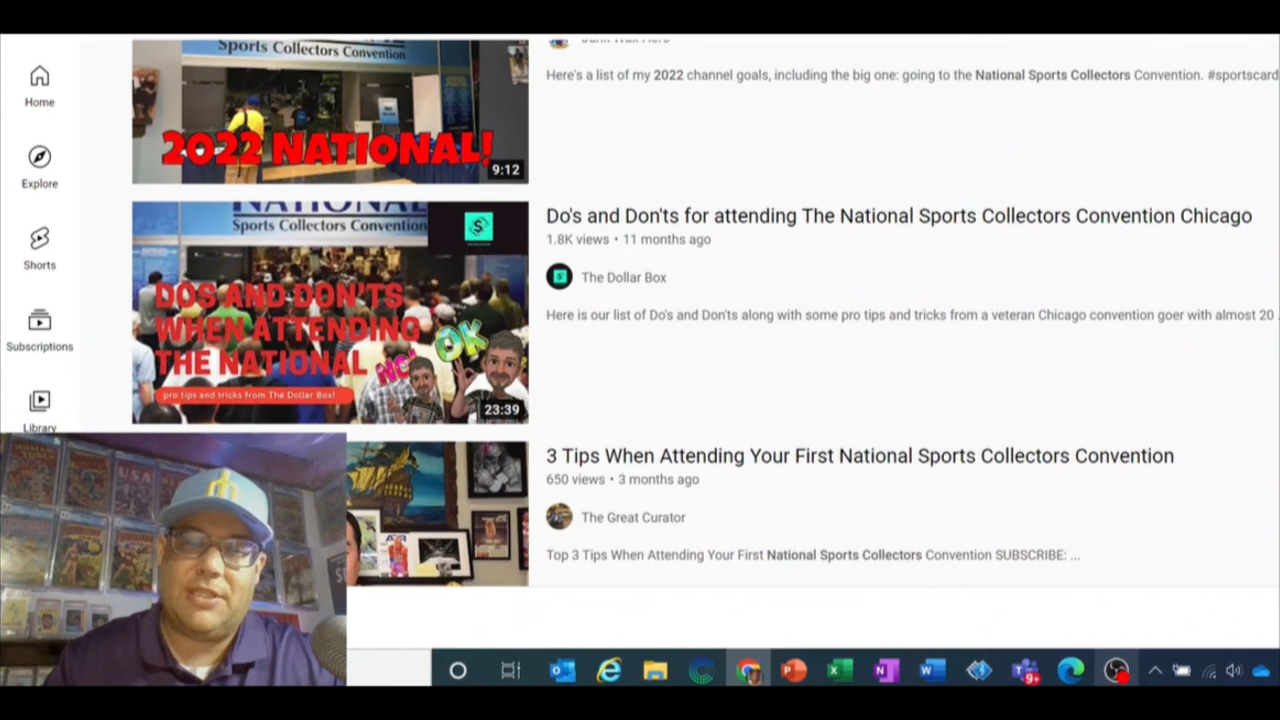 Sports Collectors Convention
2022 NATIONAL!
9:12
Here's a list of my 2022 channel goals, including the big one: going to the National Sports Collectors Convention. #sportscard
Home
Explore
Shorts
Subscriptions
Library
NATIONAL
Sports Collectors Convention
DOS AND DON'TS
WHEN ATTENDING
THE NATIONAL
NO!
OK
pro tips and tricks from The Dollar Box!
23:39
Do's and Don'ts for attending The National Sports Collectors Convention Chicago
1.8K views • 11 months ago
The Dollar Box
Here is our list of Do's and Don'ts along with some pro tips and tricks from a veteran Chicago convention goer with almost 20
3 Tips When Attending Your First National Sports Collectors Convention
650 views • 3 months ago
The Great Curator
Top 3 Tips When Attending Your First National Sports Collectors Convention SUBSCRIBE: ...
USA
9+